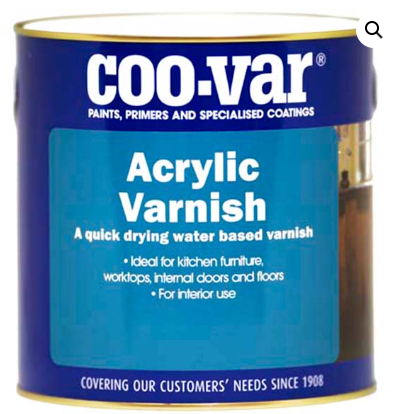 COO-Var®
PAINTS, PRIMERS AND SPECIALISED COATINGS
Acrylic
Varnish
A quick drying water based varnish
• Ideal for kitchen furniture,
worktops, internal doors and floors
• For interior use
COVERING OUR CUSTOMERS' NEEDS SINCE 1908